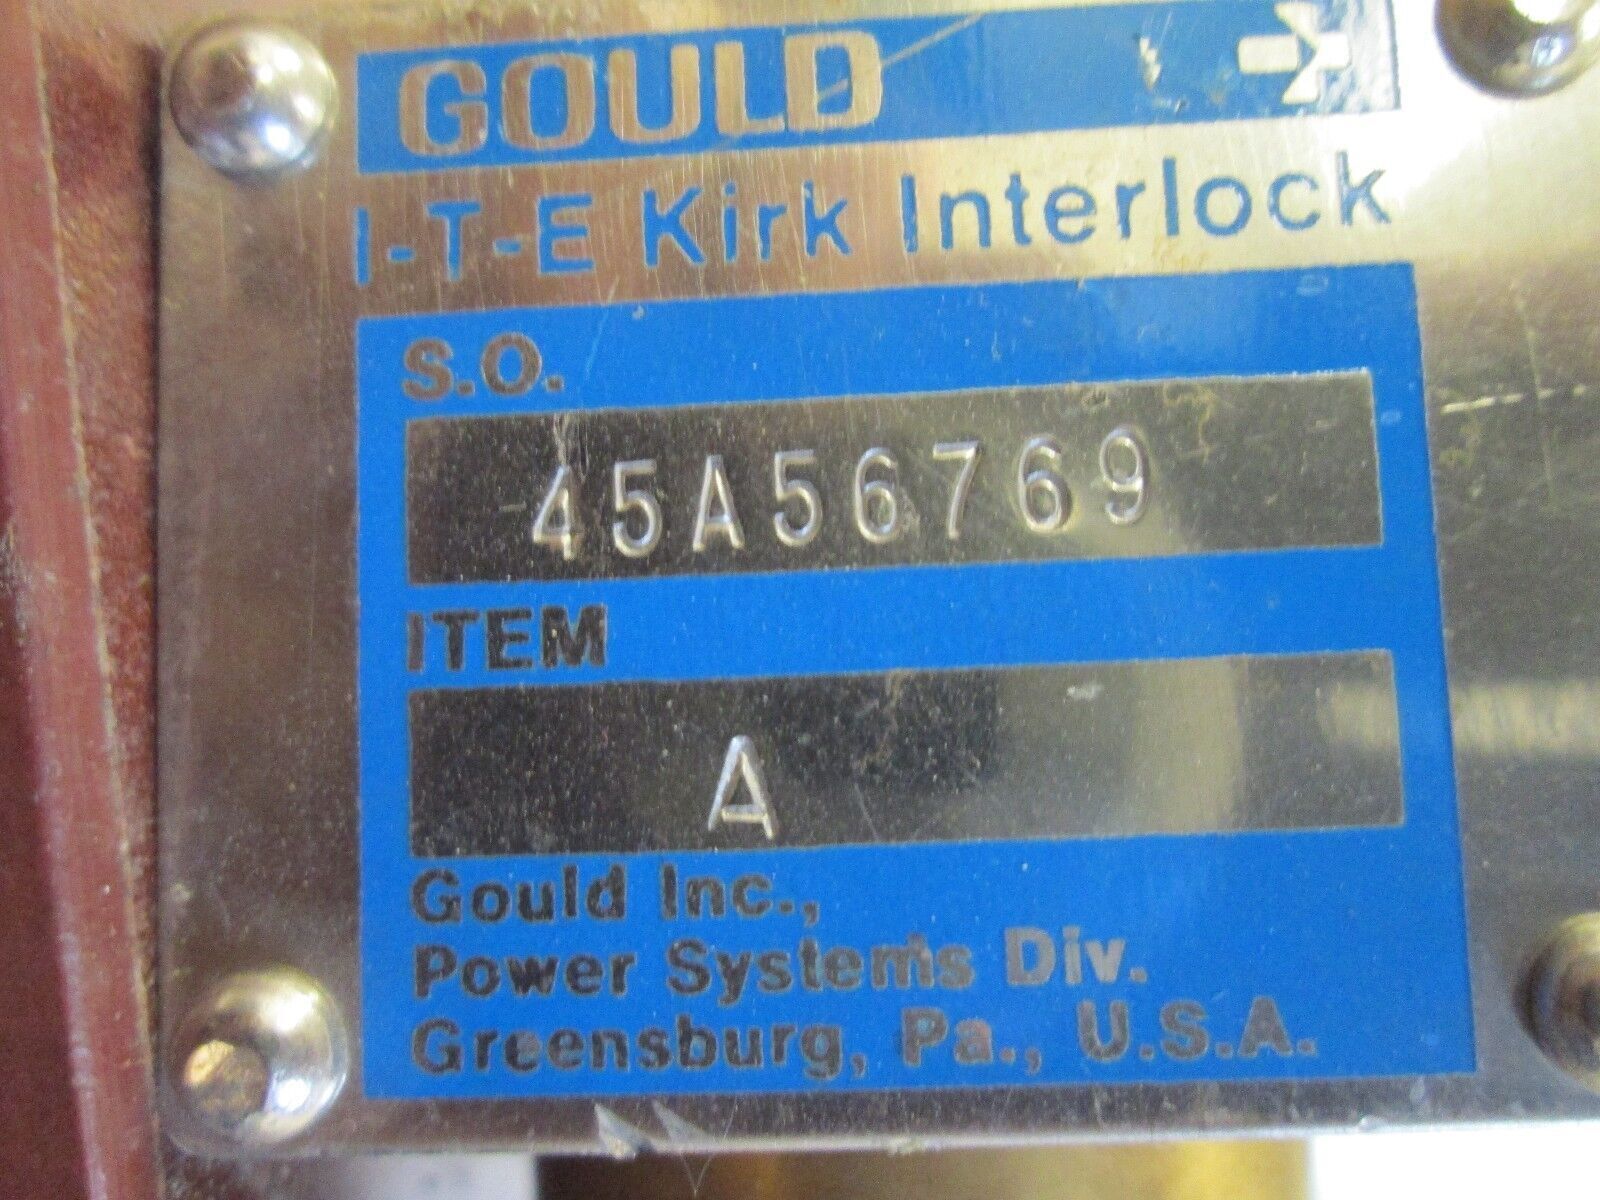 GOULD
I-T-E Kirk Interlock
S.O.
45A56769
ITEM
A
Gould Inc.,
Power Systems Div.
Greensburg, Pa., U.S.A.